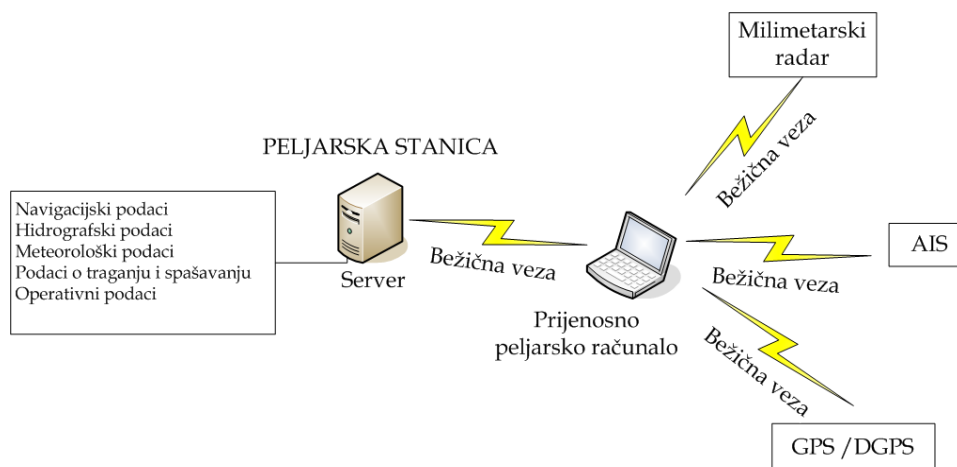 Milimetarski
radar
Bežična veza
PELJARSKA STANICA
Navigacijski podaci
Hidrografski podaci
Meteorološki podaci
Podaci o traganju i spašavanju
Operativni podaci
Server
Bežična veza
Prijenosno
peljarsko računalo
AIS
Bežična veza
Bežična veza
GPS /DGPS